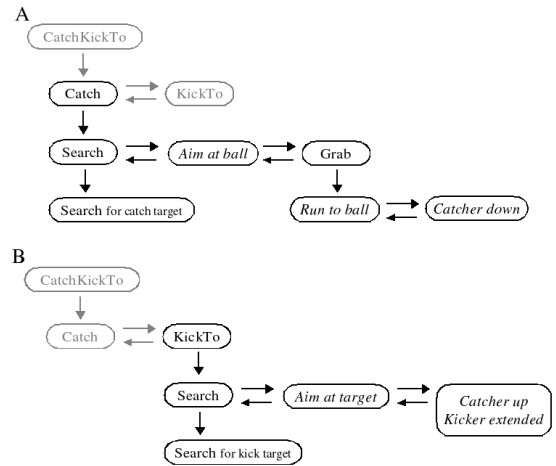 A
CatchKickTo
Catch
KickTo
Search
Aim at ball
Grab
Search for catch target
Run to ball
Catcher down
B
CatchKickTo
Catch
KickTo
Search
Aim at target
Catcher up
Kicker extended
Search for kick target